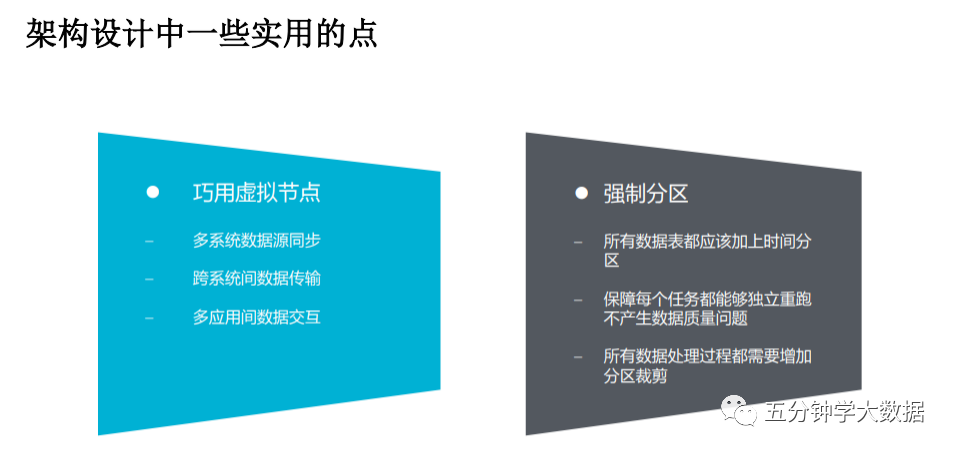 架构设计中一些实用的点
巧用虚拟节点
多系统数据源同步
跨系统间数据传输
多应用间数据交互
强制分区
所有数据表都应该加上时间分
区
保障每个任务都能够独立重跑
不产生数据质量问题
所有数据处理过程都需要增加
分区裁剪
五分钟学大数据